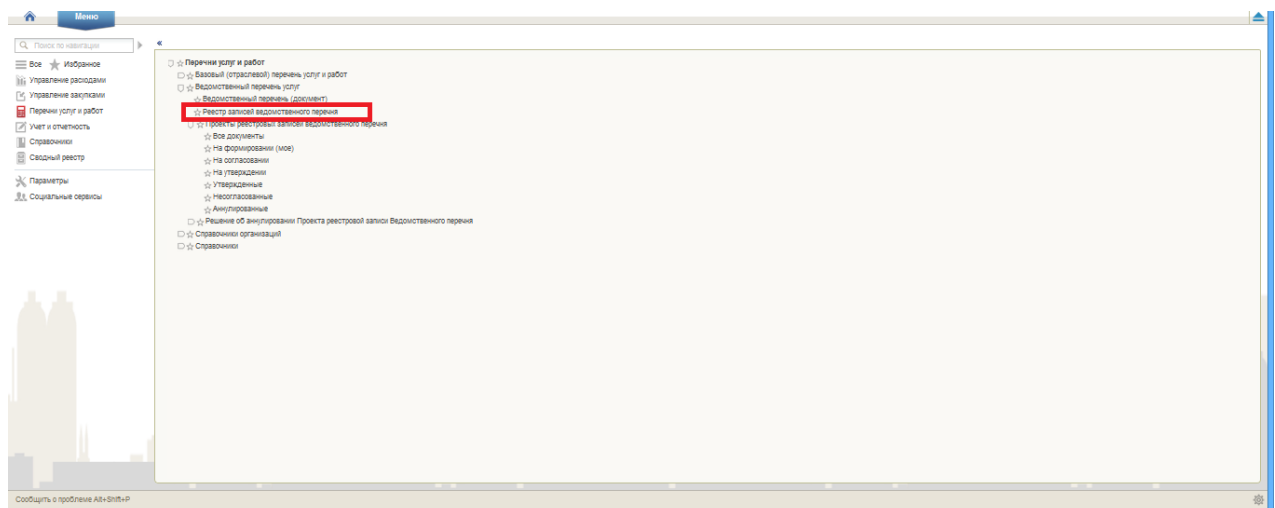 Меню
Поиск по навигации
«
Все Избранное
Управление расходами
Управление закупками
Перечни услуг и работ
Учет и отчетность
Справочники
Сводный реестр
Параметры
Социальные сервисы
Перечни услуг и работ
Базовый (отраслевой) перечень услуг и работ
Ведомственный перечень услуг
Ведомственный перечень (документ)
Реестр записей ведомственного перечня
Проекты реестровых записей ведомственного перечня
Все документы
На формировании (мое)
На согласовании
На утверждении
Утвержденные
Несогласованные
Аннулированные
Решение об аннулировании Проекта реестровой записи Ведомственного перечня
Справочники организаций
Справочники
Сообщить о проблеме Alt+Shift+P